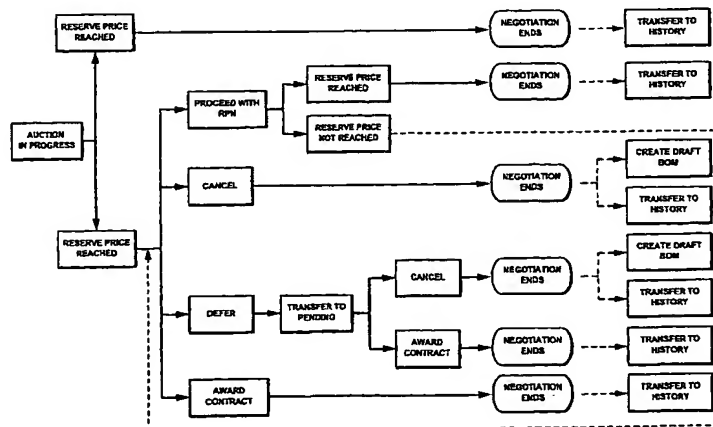 RESERVE PRICE
REACHED
NEGOTIATION
ENDS
TRANSFER TO
HISTORY
PROCEED WITH
RPN
RESERVE PRICE
REACHED
NEGOTIATION
ENDS
TRANSFER TO
HISTORY
AUCTION
IN PROGRESS
RESERVE PRICE
NOT REACHED
CANCEL
NEGOTIATION
ENDS
CREATE DRAFT
BOM
TRANSFER TO
HISTORY
RESERVE PRICE
REACHED
DEFER
TRANSFER TO
PENDING
CANCEL
NEGOTIATION
ENDS
CREATE DRAFT
BOM
TRANSFER TO
HISTORY
AWARD
CONTRACT
NEGOTIATION
ENDS
TRANSFER TO
HISTORY
AWARD
CONTRACT
NEGOTIATION
ENDS
TRANSFER TO
HISTORY